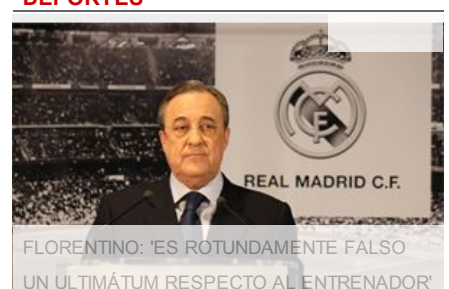 DEPORTES
REAL MADRID C.F.
FLORENTINO: 'ES ROTUNDAMENTE FALSO
UN ULTIMÁTUM RESPECTO AL ENTRENADOR'